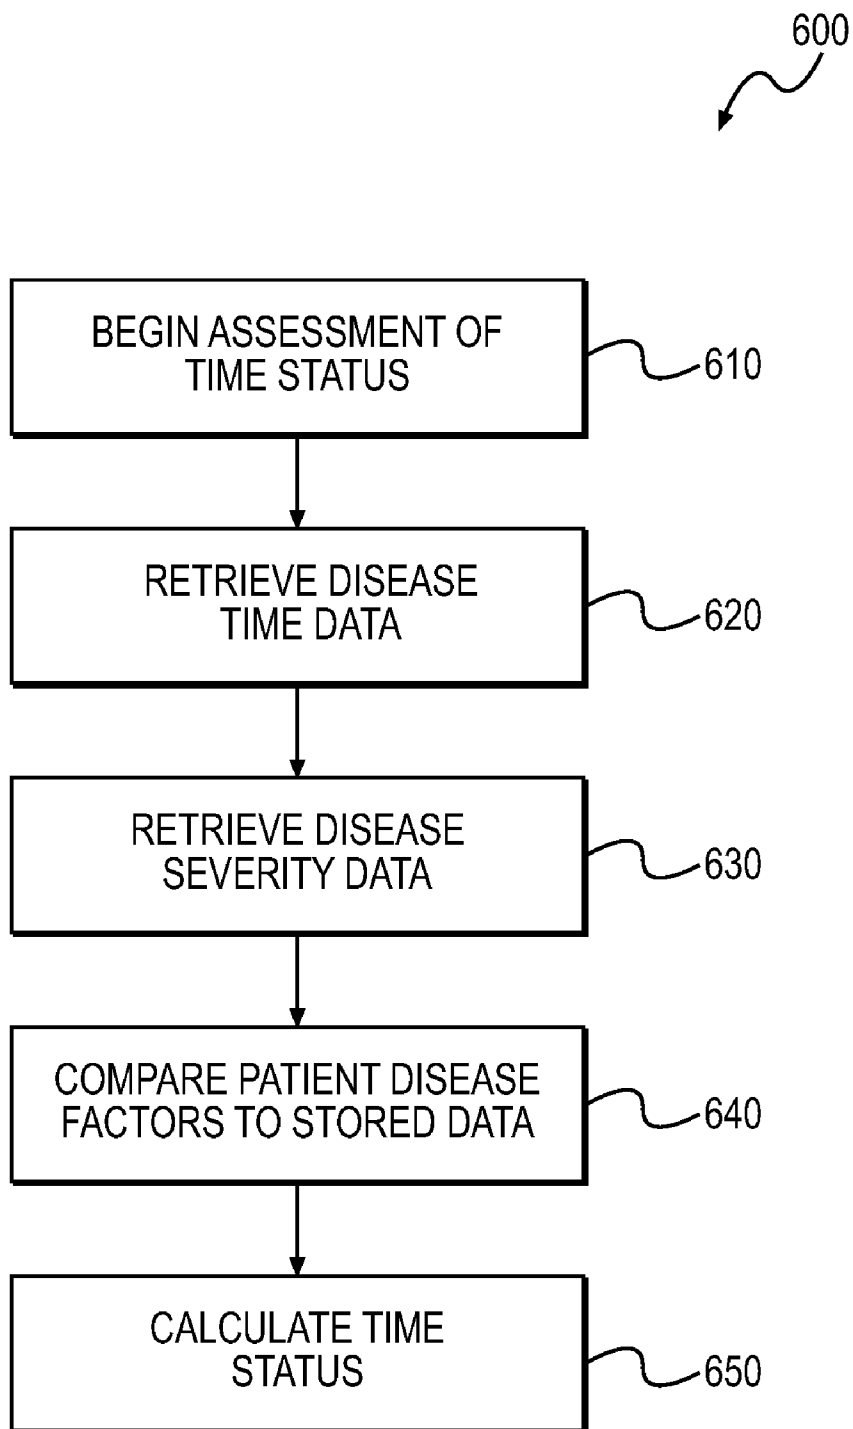 600
BEGIN ASSESSMENT OF
TIME STATUS
610
RETRIEVE DISEASE
TIME DATA
620
RETRIEVE DISEASE
SEVERITY DATA
630
COMPARE PATIENT DISEASE
FACTORS TO STORED DATA
640
CALCULATE TIME
STATUS
650